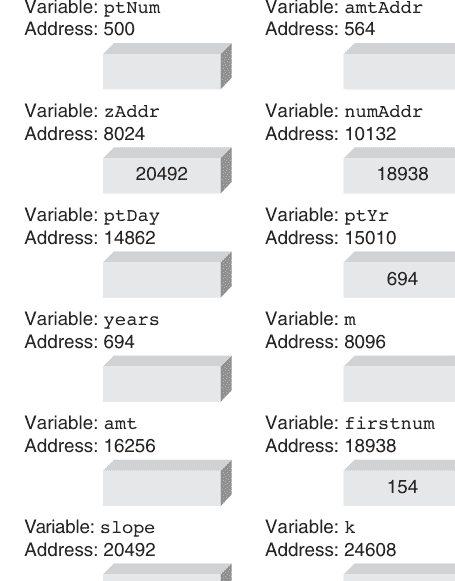 Variable: ptNum
Address: 500
Variable: amtAddr
Address: 564
Variable: zAddr
Address: 8024
20492
Variable: numAddr
Address: 10132
18938
Variable: ptDay
Address: 14862
Variable: ptYr
Address: 15010
694
Variable: years
Address: 694
Variable: m
Address: 8096
Variable: amt
Address: 16256
Variable: firstnum
Address: 18938
154
Variable: slope
Address: 20492
Variable: k
Address: 24608